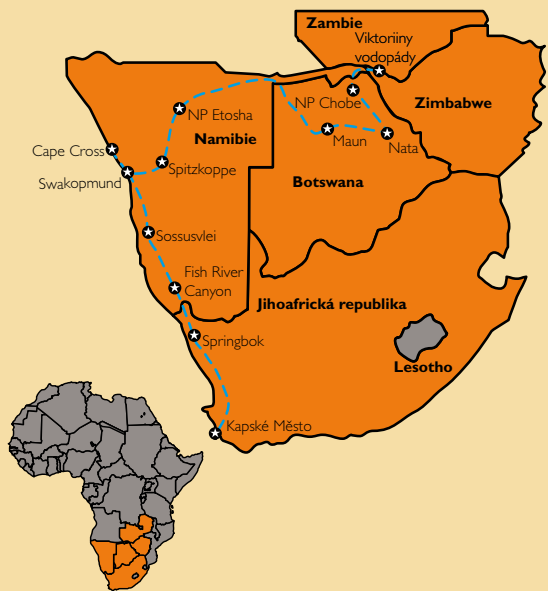 Zambie
Viktoriiny
vodopády
Zimbabwe
NP Chobe
NP Etosha
Namibie
Maun
Nata
Cape Cross
Spitzkoppe
Swakopmund
Botswana
Sossusvlei
Fish River
Canyon
Jihoafrická republika
Springbok
Lesotho
Kapské Město